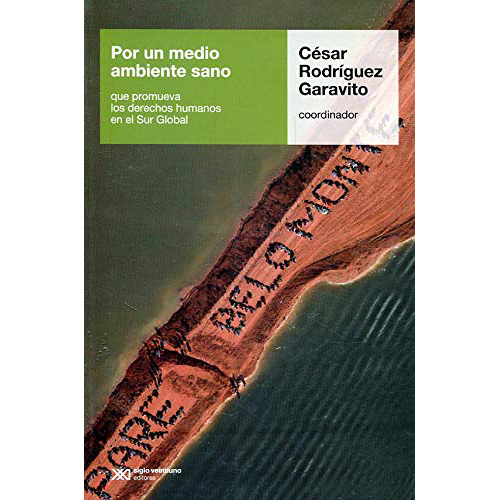 Por un medio
ambiente sano
que promueva
los derechos humanos
en el Sur Global
César
Rodríguez
Garavito
coordinador
PARE
BELO MONTE
siglo veintiuno
editores